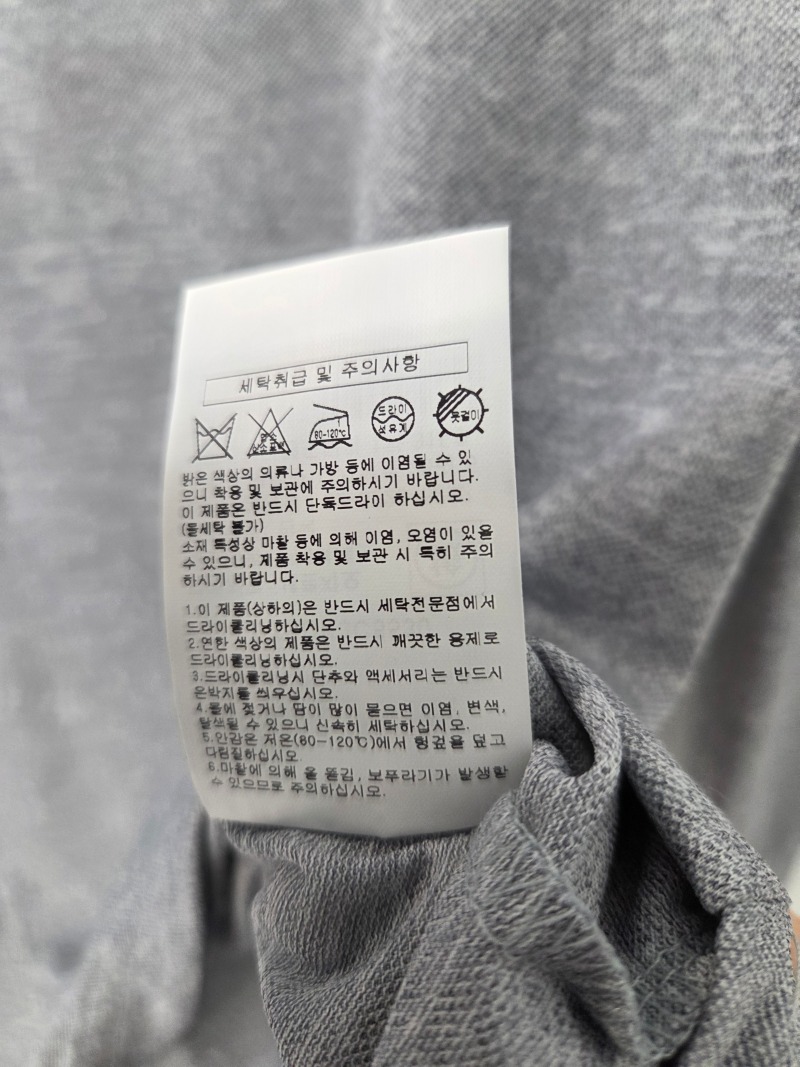 세탁취급 및 주의사항
염소표백
80-120℃
드라이
석유계
옷걸이
밝은 색상의 의류나 가방 등에 이염될 수 있
으니 착용 및 보관에 주의하시기 바랍니다.
이 제품은 반드시 단독드라이 하십시오.
(물세탁 불가)
소재 특성상 마찰 등에 의해 이염, 오염이 있을
수 있으니, 제품 착용 및 보관 시 특히 주의
하시기 바랍니다.
1.이 제품(상하의)은 반드시 세탁전문점에서
드라이클리닝하십시오.
2.연한 색상의 제품은 반드시 깨끗한 용제로
드라이클리닝하십시오.
3.드라이클리닝시 단추와 액세서리는 반드시
은박지를 씌우십시오.
4.물에 젖거나 땀이 많이 묻으면 이염, 변색,
탈색될 수 있으니 신속히 세탁하십시오.
5.안감은 저온(80-120℃)에서 헝겊을 덮고
다림질하십시오.
6.마찰에 의해 올 뜯김, 보푸라기가 발생할
수 있으므로 주의하십시오.